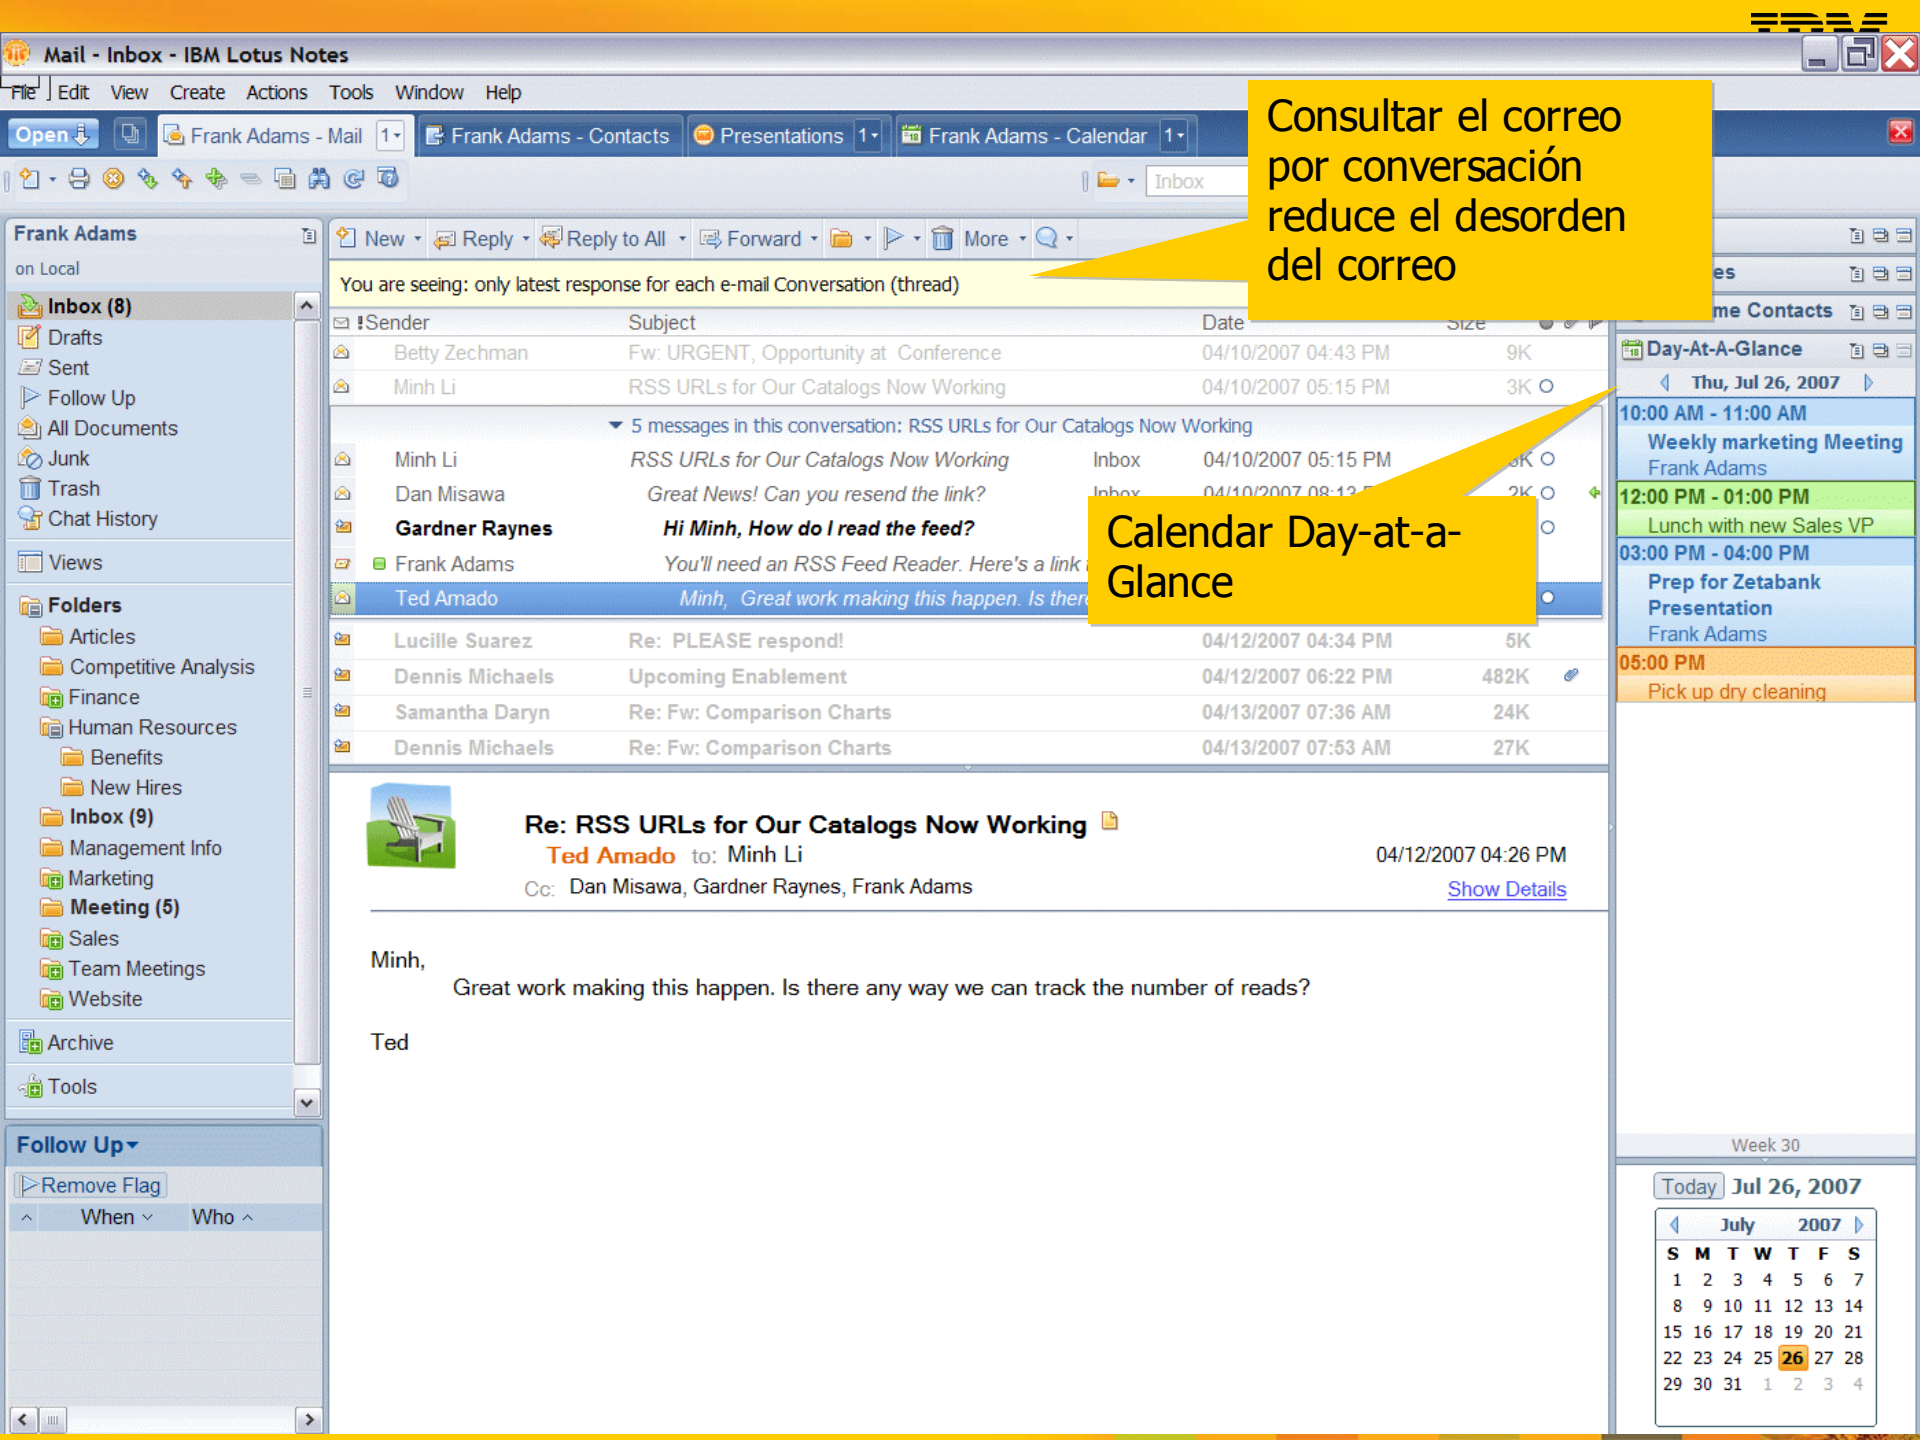 IBM
Mail - Inbox - IBM Lotus Notes
File Edit View Create Actions Tools Window Help
Open Frank Adams - Mail 1 Frank Adams - Contacts Presentations 1 Frank Adams - Calendar 1
Inbox
Consultar el correo
por conversación
reduce el desorden
del correo
Frank Adams
on Local
Inbox (8)
Drafts
Sent
Follow Up
All Documents
Junk
Trash
Chat History
Views
Folders
Articles
Competitive Analysis
Finance
Human Resources
Benefits
New Hires
Inbox (9)
Management Info
Marketing
Meeting (5)
Sales
Team Meetings
Website
Archive
Tools
Follow Up
Remove Flag
When Who
New Reply Reply to All Forward More
You are seeing: only latest response for each e-mail Conversation (thread)
! Sender Subject Date Size
Betty Zechman Fw: URGENT, Opportunity at Conference 04/10/2007 04:43 PM 9K
Minh Li RSS URLs for Our Catalogs Now Working 04/10/2007 05:15 PM 3K
5 messages in this conversation: RSS URLs for Our Catalogs Now Working
Minh Li RSS URLs for Our Catalogs Now Working Inbox 04/10/2007 05:15 PM
Dan Misawa Great News! Can you resend the link? Inbox 04/10/2007 08:13 2K
Gardner Raynes Hi Minh, How do I read the feed?
Frank Adams You'll need an RSS Feed Reader. Here's a link
Ted Amado Minh, Great work making this happen. Is there
Calendar Day-at-a-
Glance
Lucille Suarez Re: PLEASE respond! 04/12/2007 04:34 PM 5K
Dennis Michaels Upcoming Enablement 04/12/2007 06:22 PM 482K
Samantha Daryn Re: Fw: Comparison Charts 04/13/2007 07:36 AM 24K
Dennis Michaels Re: Fw: Comparison Charts 04/13/2007 07:53 AM 27K
Re: RSS URLs for Our Catalogs Now Working
Ted Amado to: Minh Li 04/12/2007 04:26 PM
Cc: Dan Misawa, Gardner Raynes, Frank Adams Show Details
Minh,
Great work making this happen. Is there any way we can track the number of reads?
Ted
Contacts
Day-At-A-Glance
Thu, Jul 26, 2007
10:00 AM - 11:00 AM
Weekly marketing Meeting
Frank Adams
12:00 PM - 01:00 PM
Lunch with new Sales VP
03:00 PM - 04:00 PM
Prep for Zetabank
Presentation
Frank Adams
05:00 PM
Pick up dry cleaning
Week 30
Today Jul 26, 2007
July 2007
S M T W T F S
1 2 3 4 5 6 7
8 9 10 11 12 13 14
15 16 17 18 19 20 21
22 23 24 25 26 27 28
29 30 31 1 2 3 4